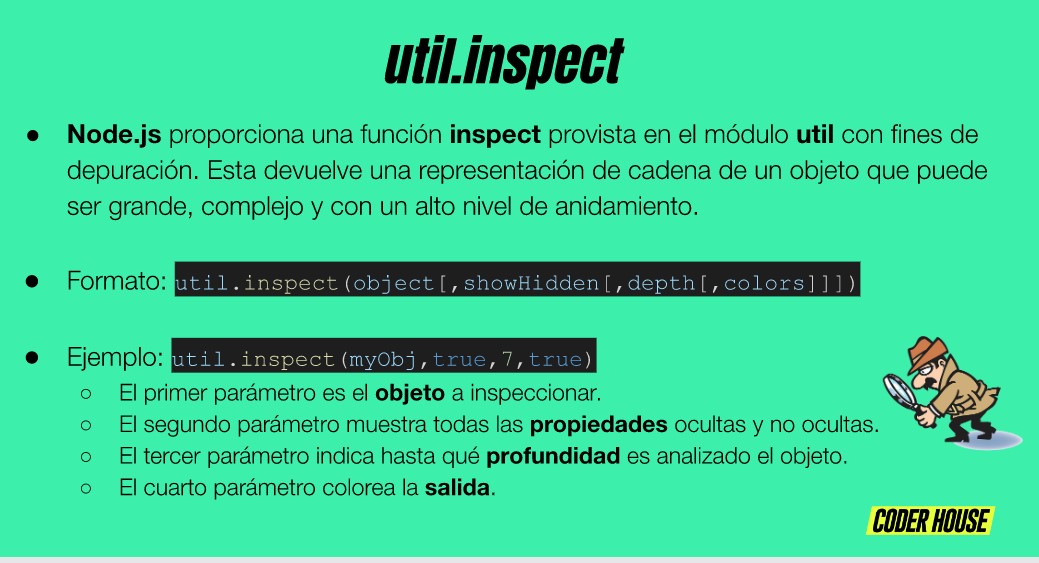 util.inspect
● Node.js proporciona una función inspect provista en el módulo util con fines de
depuración. Esta devuelve una representación de cadena de un objeto que puede
ser grande, complejo y con un alto nivel de anidamiento.
● Formato: util.inspect(object[,showHidden[,depth[,colors]]])
● Ejemplo: util.inspect(myObj,true,7,true)
○ El primer parámetro es el objeto a inspeccionar.
○ El segundo parámetro muestra todas las propiedades ocultas y no ocultas.
○ El tercer parámetro indica hasta qué profundidad es analizado el objeto.
○ El cuarto parámetro colorea la salida.
CODER HOUSE